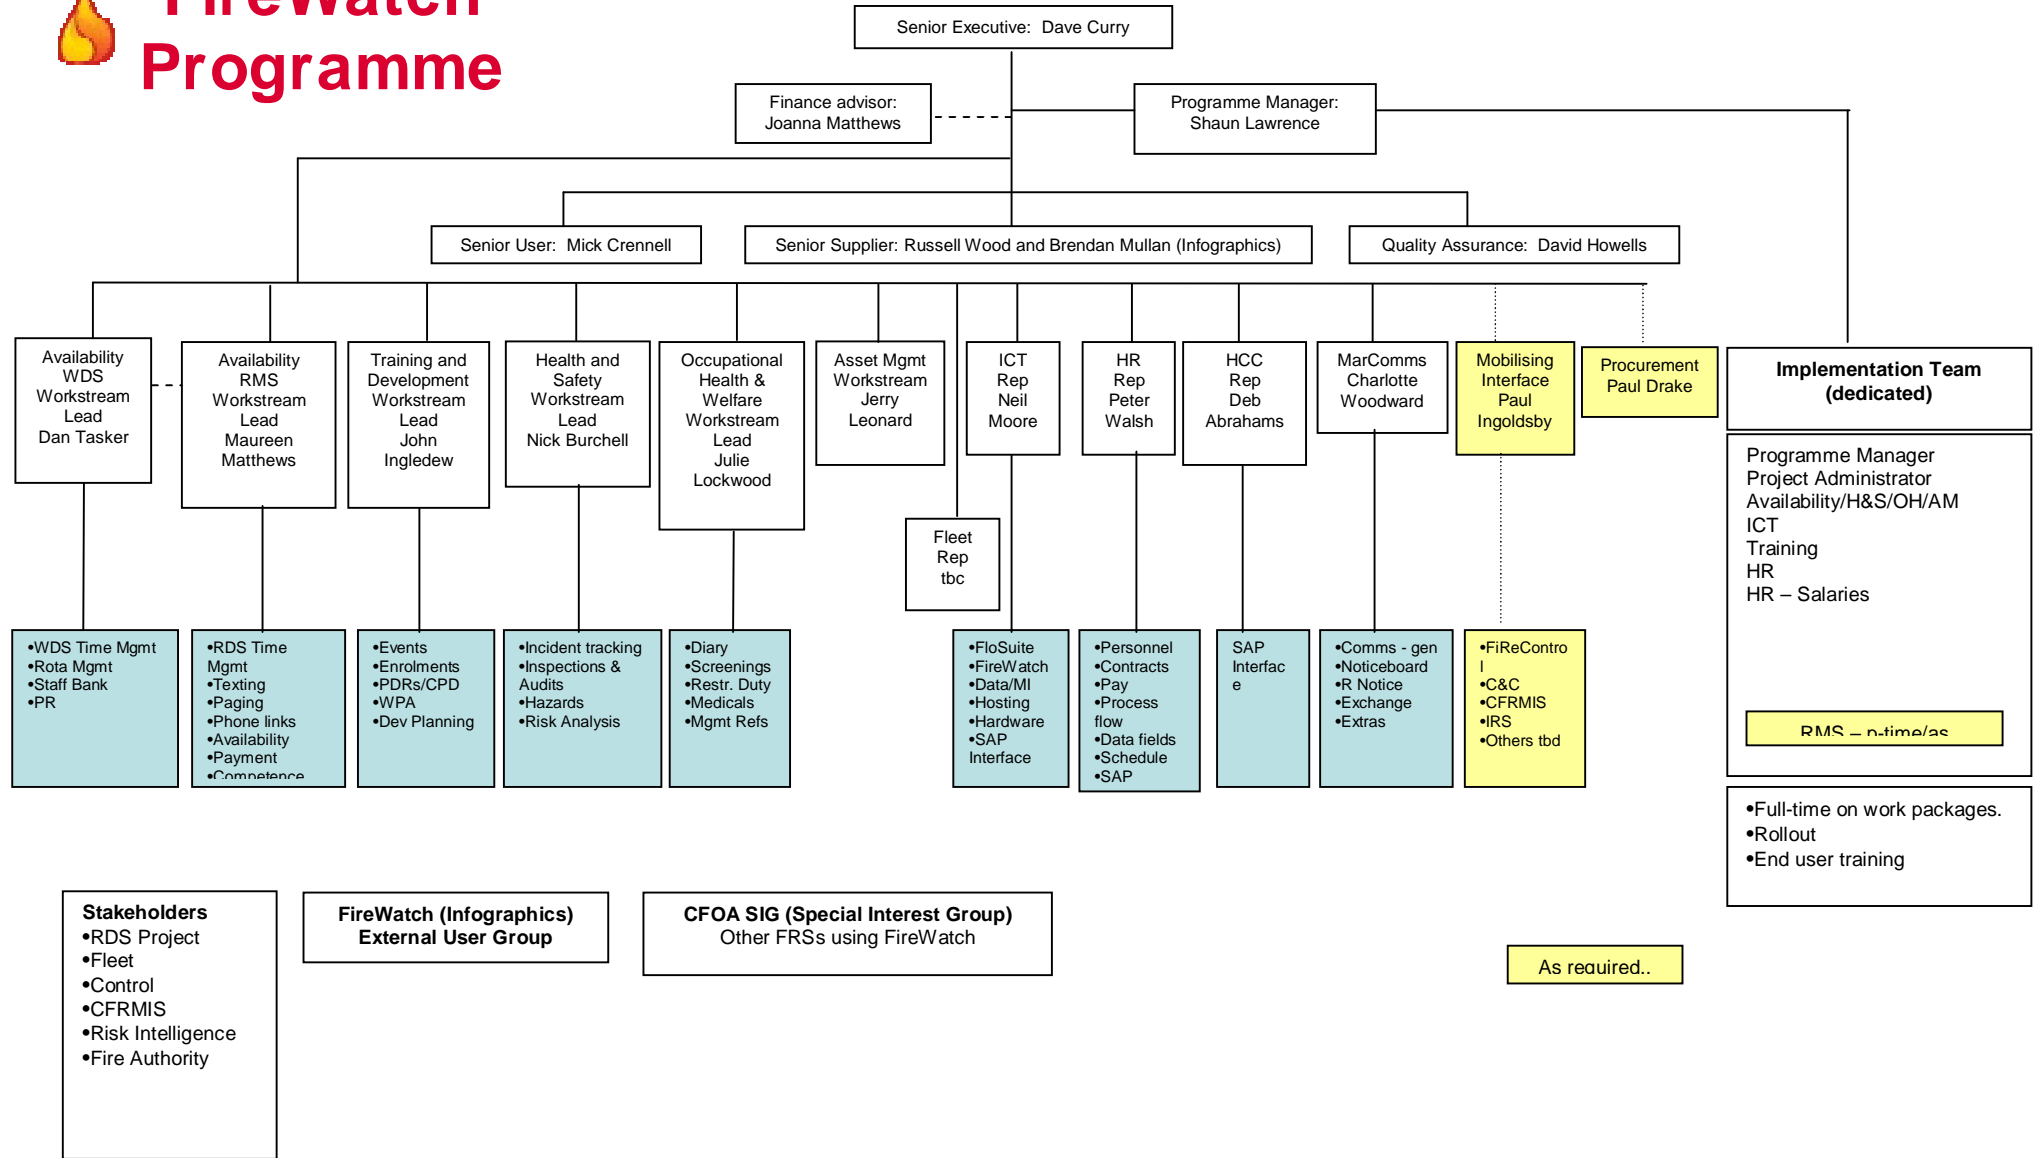 FireWatch
Programme
Senior Executive:  Dave Curry
Finance advisor:
Joanna Matthews
Programme Manager:
Shaun Lawrence
Senior User:  Mick Crennell
Senior Supplier: Russell Wood and Brendan Mullan (Infographics)
Quality Assurance:  David Howells
Availability
WDS
Workstream
Lead
Dan Tasker
Availability
RMS
Workstream
Lead
Maureen
Matthews
Training and
Development
Workstream
Lead
John
Ingledew
Health and
Safety
Workstream
Lead
Nick Burchell
Occupational
Health &
Welfare
Workstream
Lead
Julie
Lockwood
Asset Mgmt
Workstream
Jerry
Leonard
Fleet
Rep
tbc
ICT
Rep
Neil
Moore
HR
Rep
Peter
Walsh
HCC
Rep
Deb
Abrahams
MarComms
Charlotte
Woodward
Mobilising
Interface
Paul
Ingoldsby
Procurement
Paul Drake
Implementation Team
(dedicated)
Programme Manager
Project Administrator
Availability/H&S/OH/AM
ICT
Training
HR
HR – Salaries
RMS – p-time/as
•Full-time on work packages.
•Rollout
•End user training
•WDS Time Mgmt
•Rota Mgmt
•Staff Bank
•PR
•RDS Time
Mgmt
•Texting
•Paging
•Phone links
•Availability
•Payment
•Competence
•Events
•Enrolments
•PDRs/CPD
•WPA
•Dev Planning
•Incident tracking
•Inspections &
Audits
•Hazards
•Risk Analysis
•Diary
•Screenings
•Restr. Duty
•Medicals
•Mgmt Refs
•FloSuite
•FireWatch
•Data/MI
•Hosting
•Hardware
•SAP
Interface
•Personnel
•Contracts
•Pay
•Process
flow
•Data fields
•Schedule
•SAP
SAP
Interfac
e
•Comms - gen
•Noticeboard
•R Notice
•Exchange
•Extras
•FiReContro
l
•C&C
•CFRMIS
•IRS
•Others tbd
Stakeholders
•RDS Project
•Fleet
•Control
•CFRMIS
•Risk Intelligence
•Fire Authority
FireWatch (Infographics)
External User Group
CFOA SIG (Special Interest Group)
Other FRSs using FireWatch
As required..